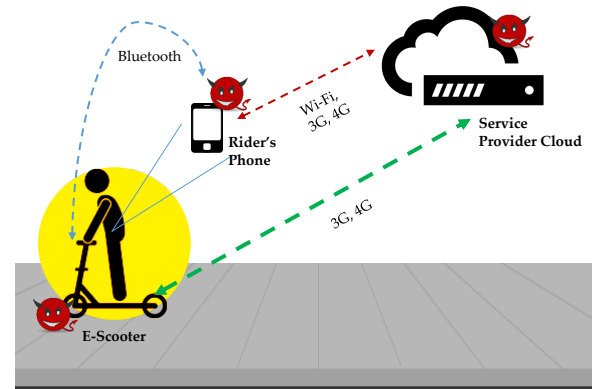 Bluetooth
Wi-Fi,
3G, 4G
Rider's
Phone
Service
Provider Cloud
3G, 4G
E-Scooter